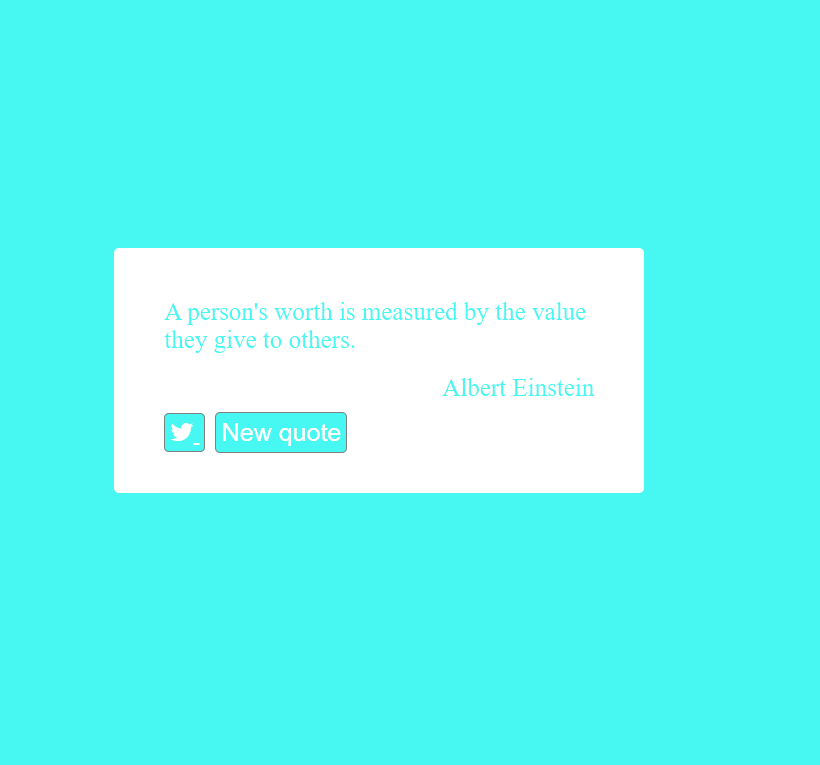 A person's worth is measured by the value
they give to others.
Albert Einstein
New quote